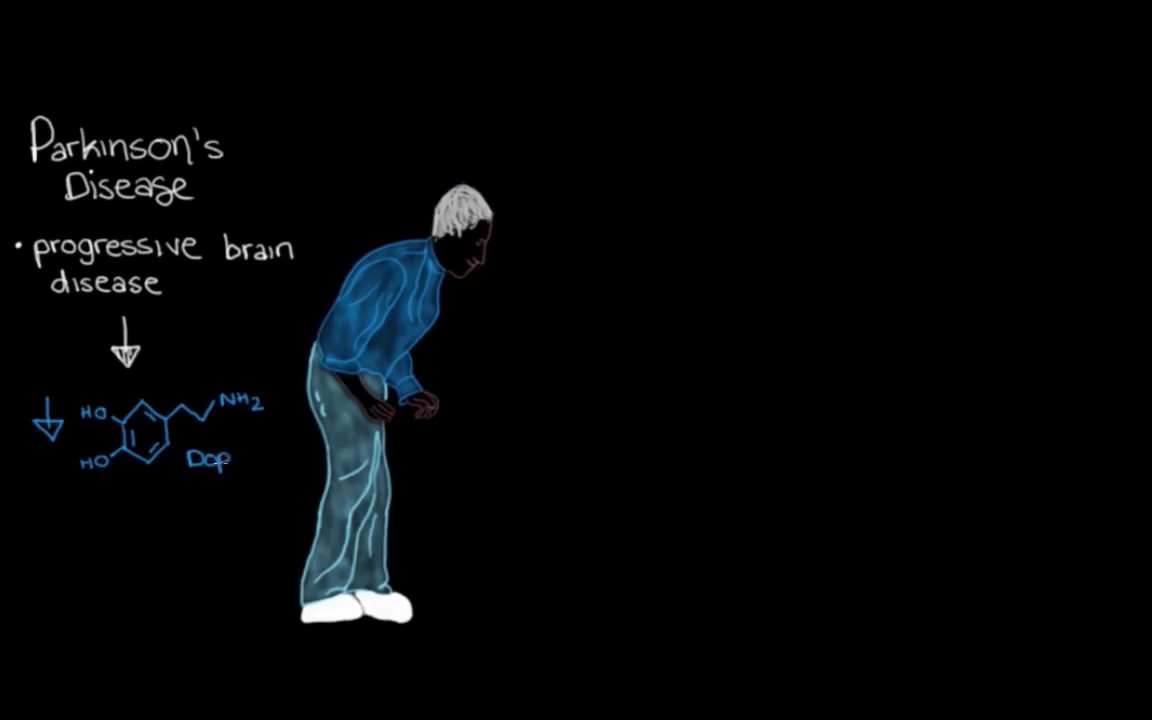 Parkinson's
Disease
• progressive brain
disease
HO NH2
HO Dop